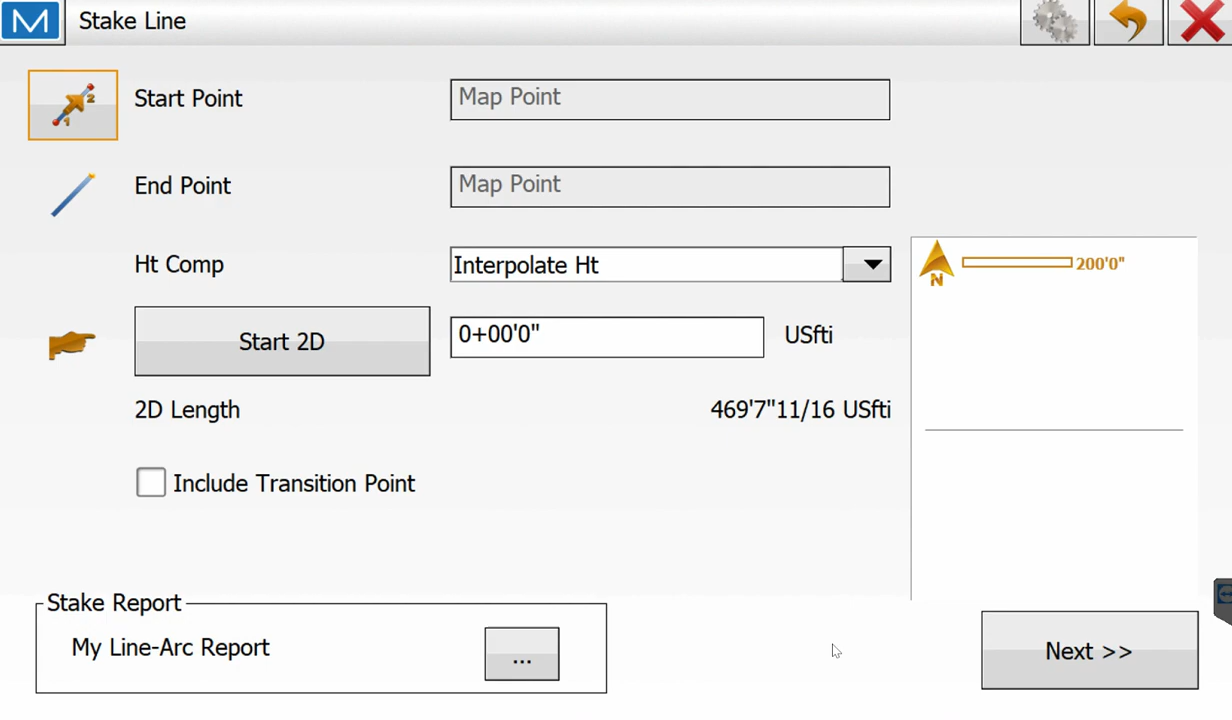 Stake Line
Start Point Map Point
End Point Map Point
Ht Comp Interpolate Ht
Start 2D 0+00'0" USfti
2D Length 469'7"11/16 USfti
Include Transition Point
N 200'0"
Stake Report
My Line-Arc Report ...
Next >>
1
2